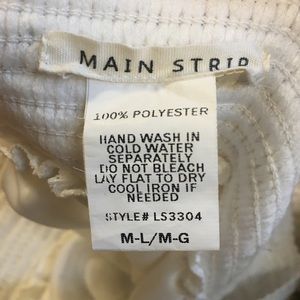 MAIN STRIP
100% POLYESTER
HAND WASH IN
COLD WATER
SEPARATELY
DO NOT BLEACH
LAY FLAT TO DRY
COOL IRON IF
NEEDED
STYLE# LS3304
M-L/M-G